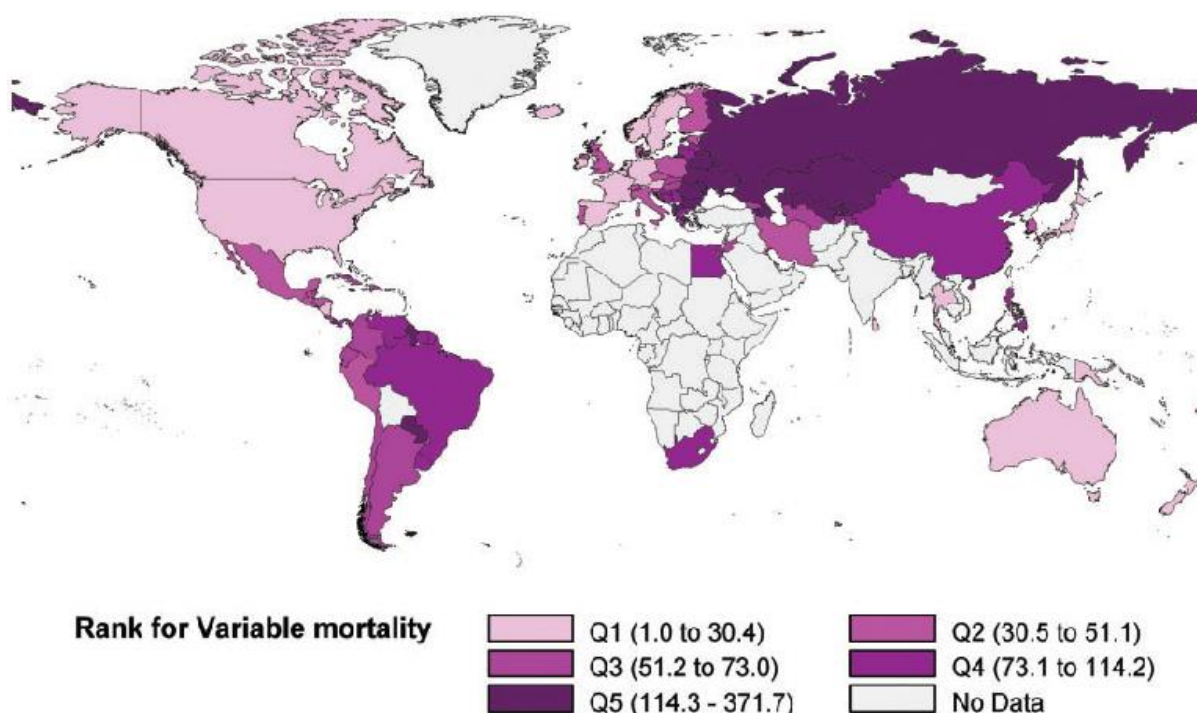 Rank for Variable mortality
Q1 (1.0 to 30.4)
Q2 (30.5 to 51.1)
Q3 (51.2 to 73.0)
Q4 (73.1 to 114.2)
Q5 (114.3 - 371.7)
No Data